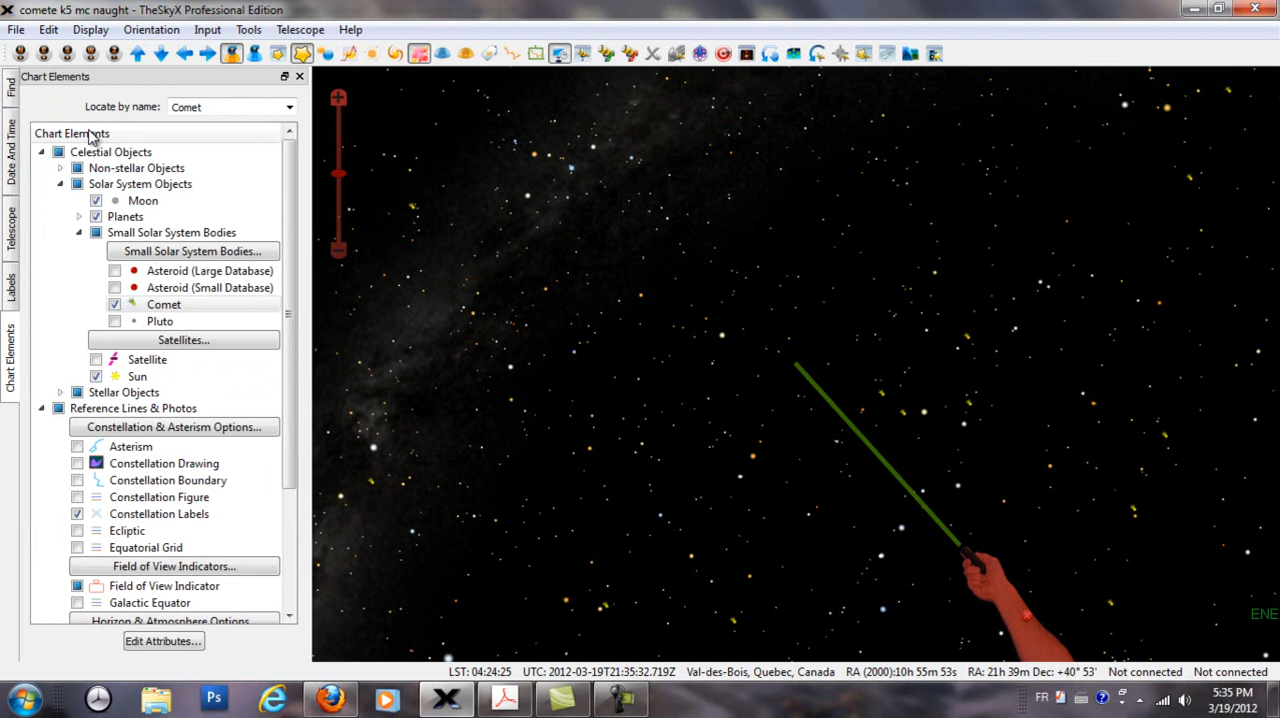 comete k5 mc naught - TheSkyX Professional Edition
File Edit Display Orientation Input Tools Telescope Help
Chart Elements
Find
Date And Time
Telescope
Labels
Chart Elements
Locate by name: Comet
Chart Elements
Celestial Objects
Non-stellar Objects
Solar System Objects
Moon
Planets
Small Solar System Bodies
Small Solar System Bodies...
Asteroid (Large Database)
Asteroid (Small Database)
Comet
Pluto
Satellites...
Satellite
Sun
Stellar Objects
Reference Lines & Photos
Constellation & Asterism Options...
Asterism
Constellation Drawing
Constellation Boundary
Constellation Figure
Constellation Labels
Ecliptic
Equatorial Grid
Field of View Indicators...
Field of View Indicator
Galactic Equator
Horizon & Atmosphere Options
Edit Attributes...
ENE
LST: 04:24:25 UTC: 2012-03-19T21:35:32.719Z Val-des-Bois, Quebec, Canada RA (2000):10h 55m 53s RA: 21h 39m Dec: +40° 53' Not connected Not connected
Ps
FR
5:35 PM
3/19/2012